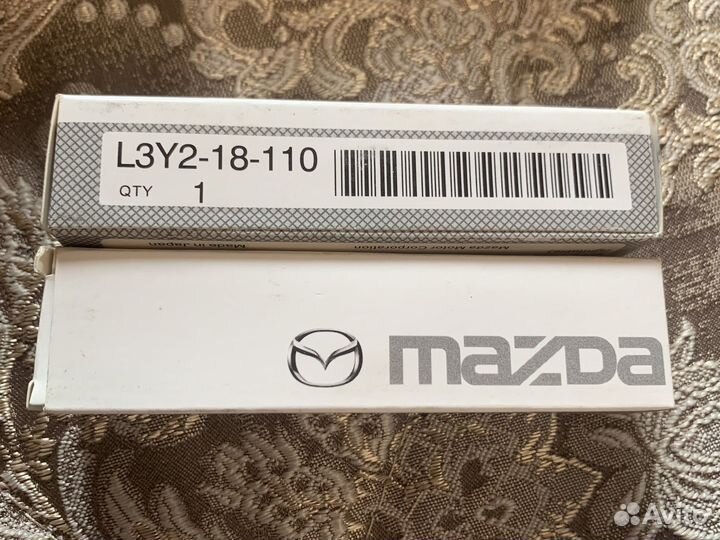 L3Y2-18-110
QTY 1
Made in Japan
Mazda Motor Corporation
mazda
Avito